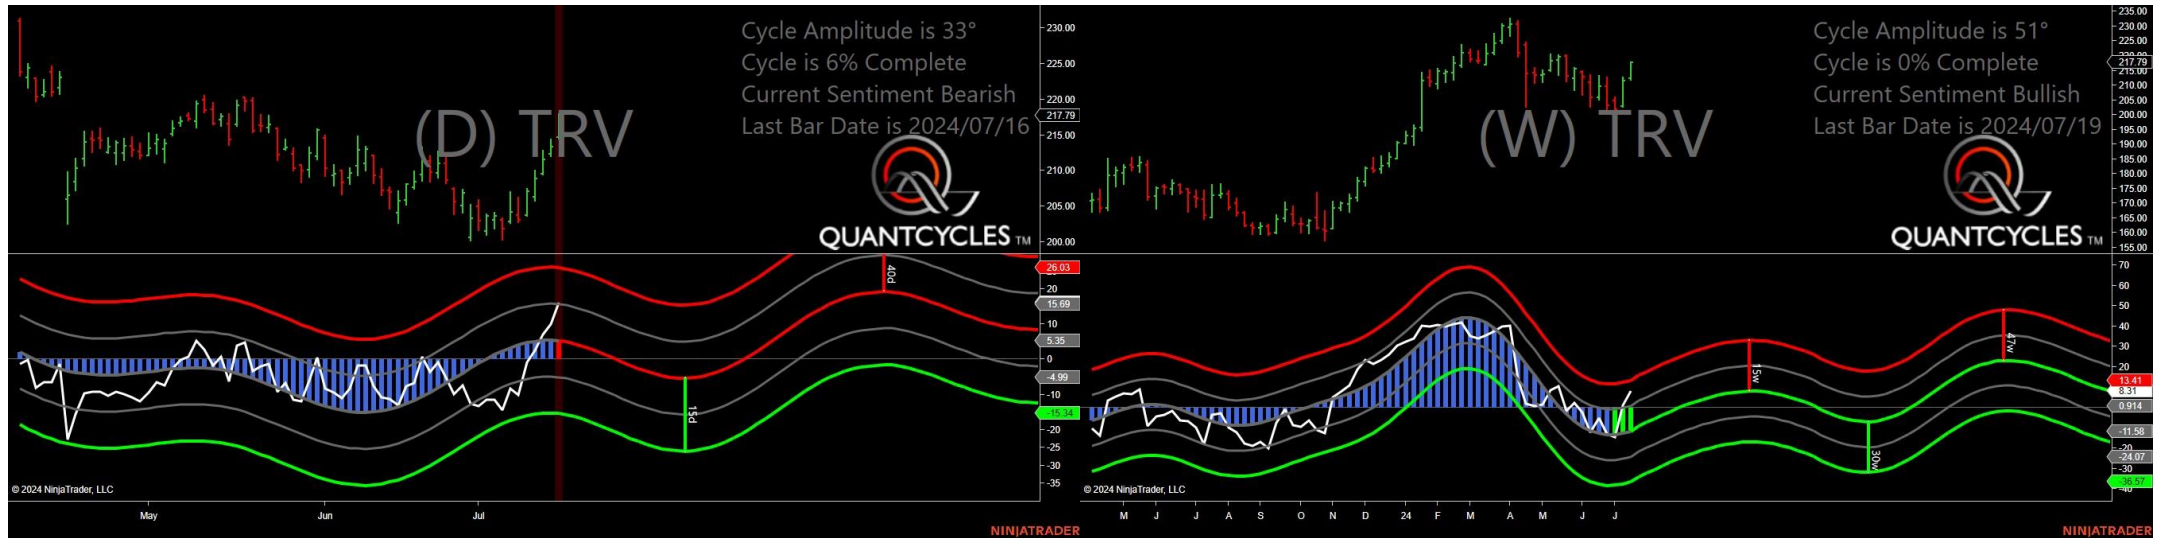 Cycle Amplitude is 33°
Cycle is 6% Complete
Current Sentiment Bearish
Last Bar Date is 2024/07/16
(D) TRV
QUANTCYCLES TM
230.00
225.00
220.00
217.79
215.00
210.00
205.00
200.00
26.03
20
15.69
10
5.35
0
-4.99
-10
-15.34
-20
-25
-30
-35
40d
15d
© 2024 NinjaTrader, LLC
May Jun Jul
NINJATRADER
Cycle Amplitude is 51°
Cycle is 0% Complete
Current Sentiment Bullish
Last Bar Date is 2024/07/19
(W) TRV
QUANTCYCLES TM
235.00
230.00
225.00
217.79
215.00
210.00
205.00
200.00
195.00
190.00
185.00
180.00
175.00
170.00
165.00
160.00
155.00
70
60
50
40
30
20
13.41
8.31
0.914
-11.58
-20
-24.07
-30
-36.57
15w
30w
47w
© 2024 NinjaTrader, LLC
M J J A S O N D 24 F M A M J J
NINJATRADER